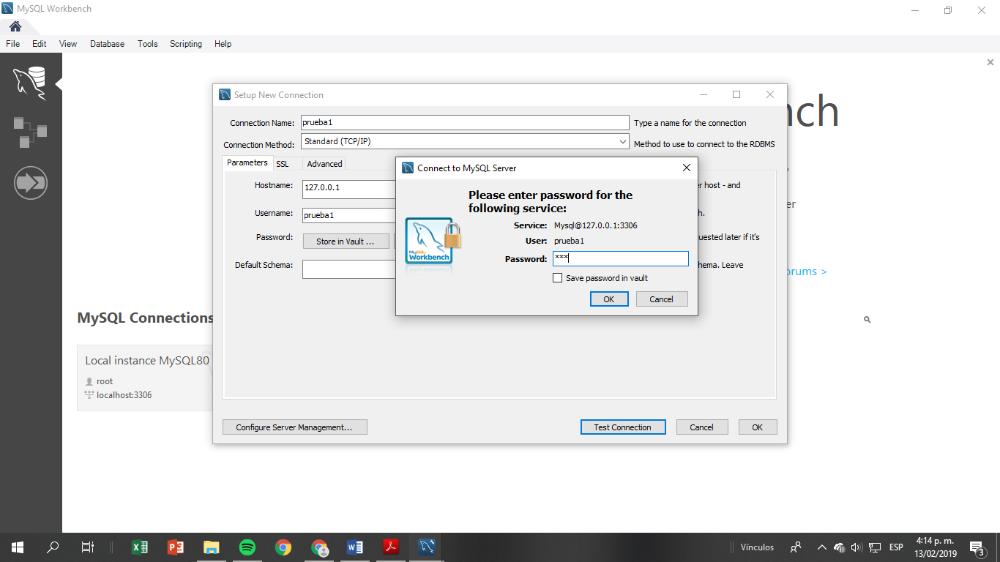 MySQL Workbench
File Edit View Database Tools Scripting Help
nch
Setup New Connection
Connection Name: prueba1 Type a name for the connection
Connection Method: Standard (TCP/IP) Method to use to connect to the RDBMS
Parameters SSL Advanced
Hostname: 127.0.0.1 er host - and
Username: prueba1 h.
Password: Store in Vault ... uested later if it's
Default Schema: hema. Leave
er
orums >
Connect to MySQL Server
Please enter password for the
following service:
Service: Mysql@127.0.0.1:3306
User: prueba1
Password: ***
Save password in vault
OK Cancel
MySQL
Workbench
MySQL Connections
Local instance MySQL80
root
localhost:3306
Configure Server Management... Test Connection Cancel OK
Vínculos ESP 4:14 p. m.
13/02/2019 3